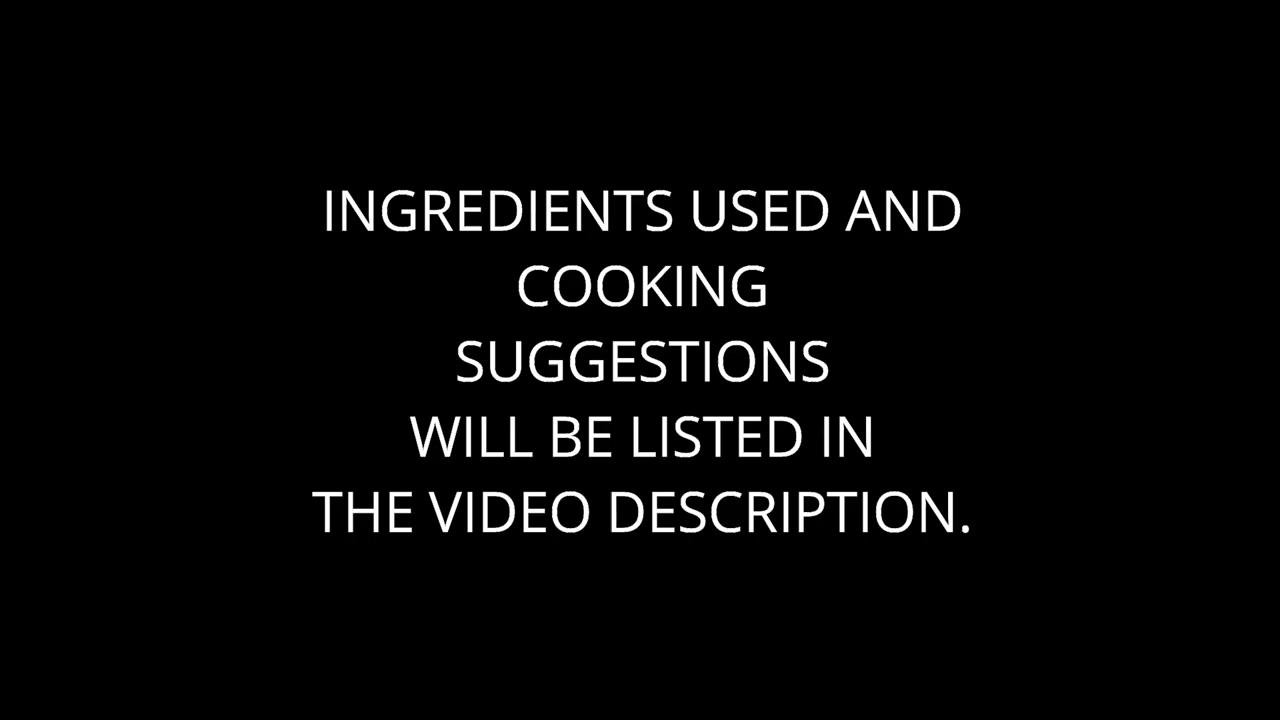 INGREDIENTS USED AND
COOKING
SUGGESTIONS
WILL BE LISTED IN
THE VIDEO DESCRIPTION.